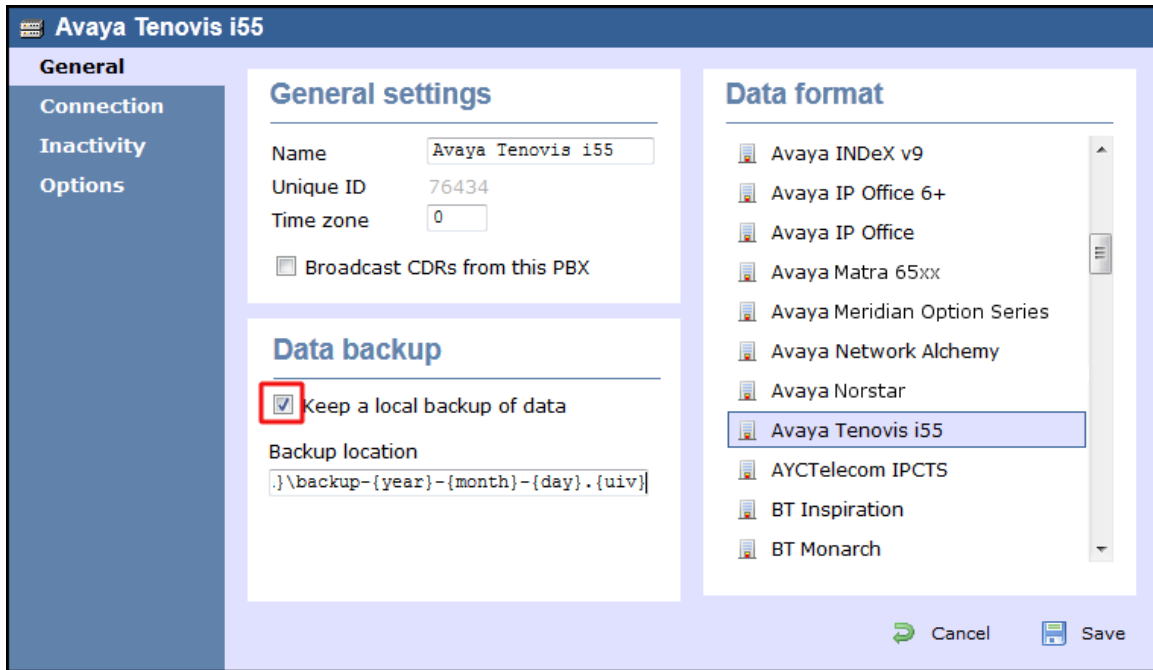 Avaya Tenovis i55
General
Connection
Inactivity
Options
General settings
Name
Avaya Tenovis i55
Unique ID
76434
Time zone
0
Broadcast CDRs from this PBX
Data backup
Keep a local backup of data
Backup location
.}\backup-{year}-{month}-{day}.{uiv}
Data format
Avaya INDeX v9
Avaya IP Office 6+
Avaya IP Office
Avaya Matra 65xx
Avaya Meridian Option Series
Avaya Network Alchemy
Avaya Norstar
Avaya Tenovis i55
AYCTelecom IPCTS
BT Inspiration
BT Monarch
Cancel
Save